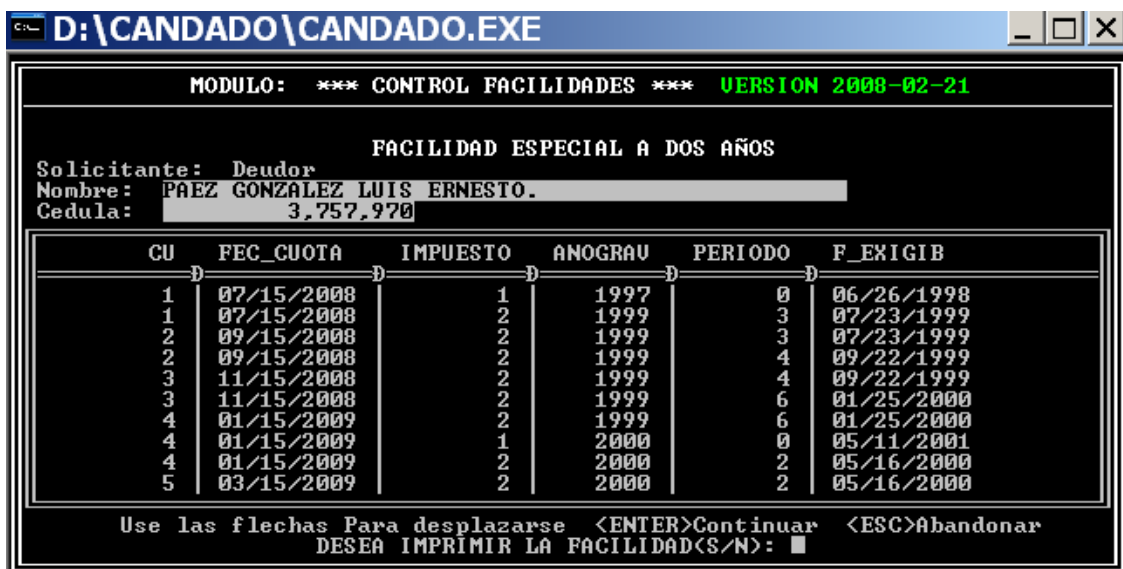 D:\CANDADO\CANDADO.EXE
MODULO: *** CONTROL FACILIDADES *** VERSION 2008-02-21
FACILIDAD ESPECIAL A DOS AÑOS
Solicitante: Deudor
Nombre: PAEZ GONZALEZ LUIS ERNESTO.
Cedula: 3,757,970
CU FEC_CUOTA IMPUESTO ANOGRAV PERIODO F_EXIGIB
1 07/15/2008 1 1997 0 06/26/1998
1 07/15/2008 2 1999 3 07/23/1999
2 09/15/2008 2 1999 3 07/23/1999
2 09/15/2008 2 1999 4 09/22/1999
3 11/15/2008 2 1999 4 09/22/1999
3 11/15/2008 2 1999 6 01/25/2000
4 01/15/2009 2 1999 6 01/25/2000
4 01/15/2009 1 2000 0 05/11/2001
4 01/15/2009 2 2000 2 05/16/2000
5 03/15/2009 2 2000 2 05/16/2000
Use las flechas Para desplazarse <ENTER>Continuar <ESC>Abandonar
DESEA IMPRIMIR LA FACILIDAD(S/N):